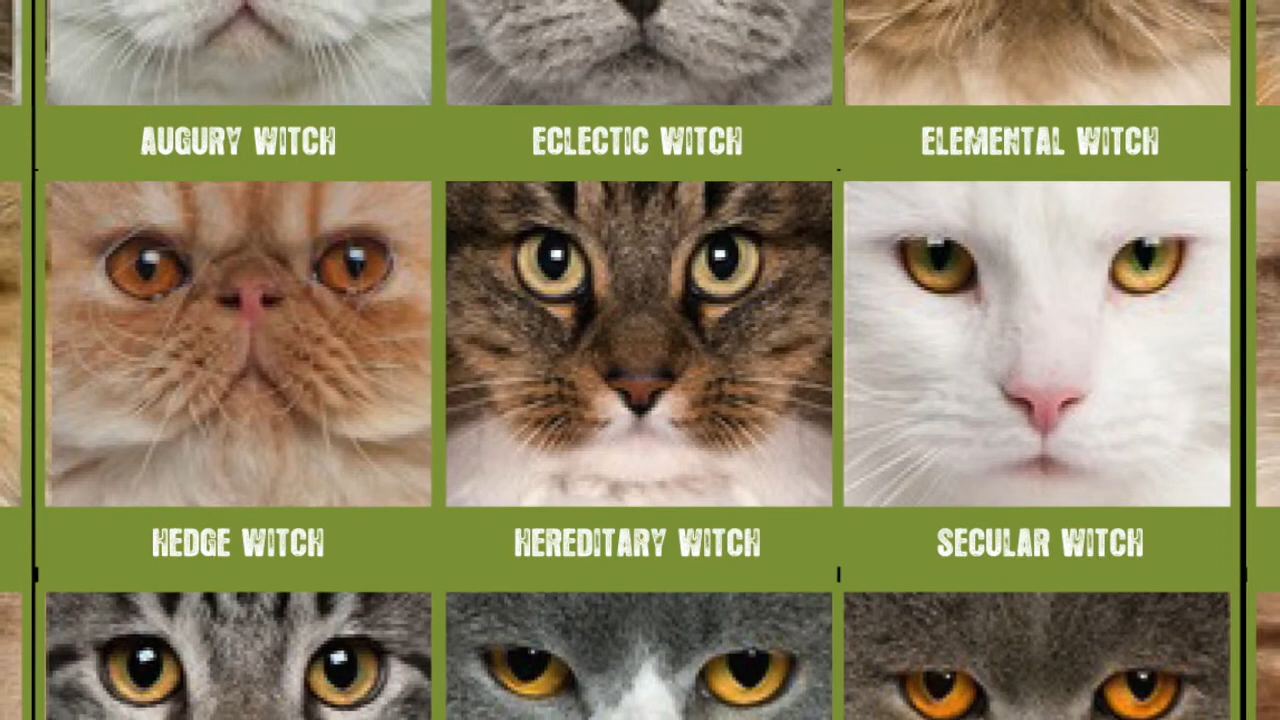 AUGURY WITCH
ECLECTIC WITCH
ELEMENTAL WITCH
HEDGE WITCH
HEREDITARY WITCH
SECULAR WITCH